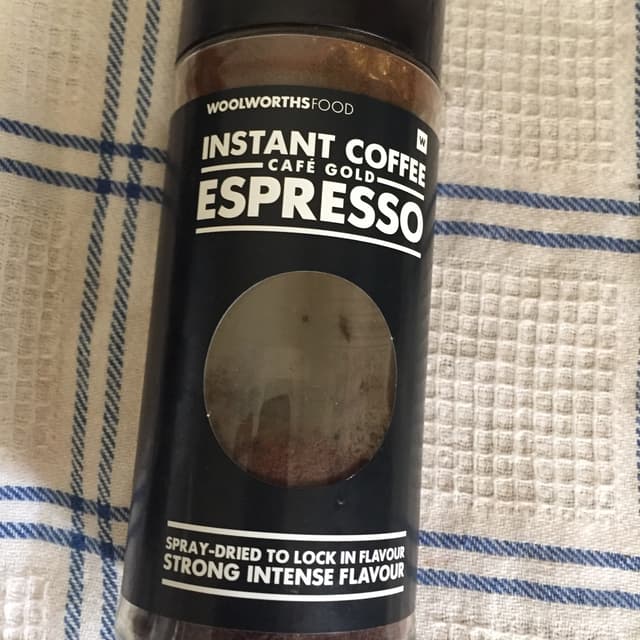 WOOLWORTHSFOOD
W
INSTANT COFFEE
CAFÉ GOLD
ESPRESSO
SPRAY-DRIED TO LOCK IN FLAVOUR
STRONG INTENSE FLAVOUR